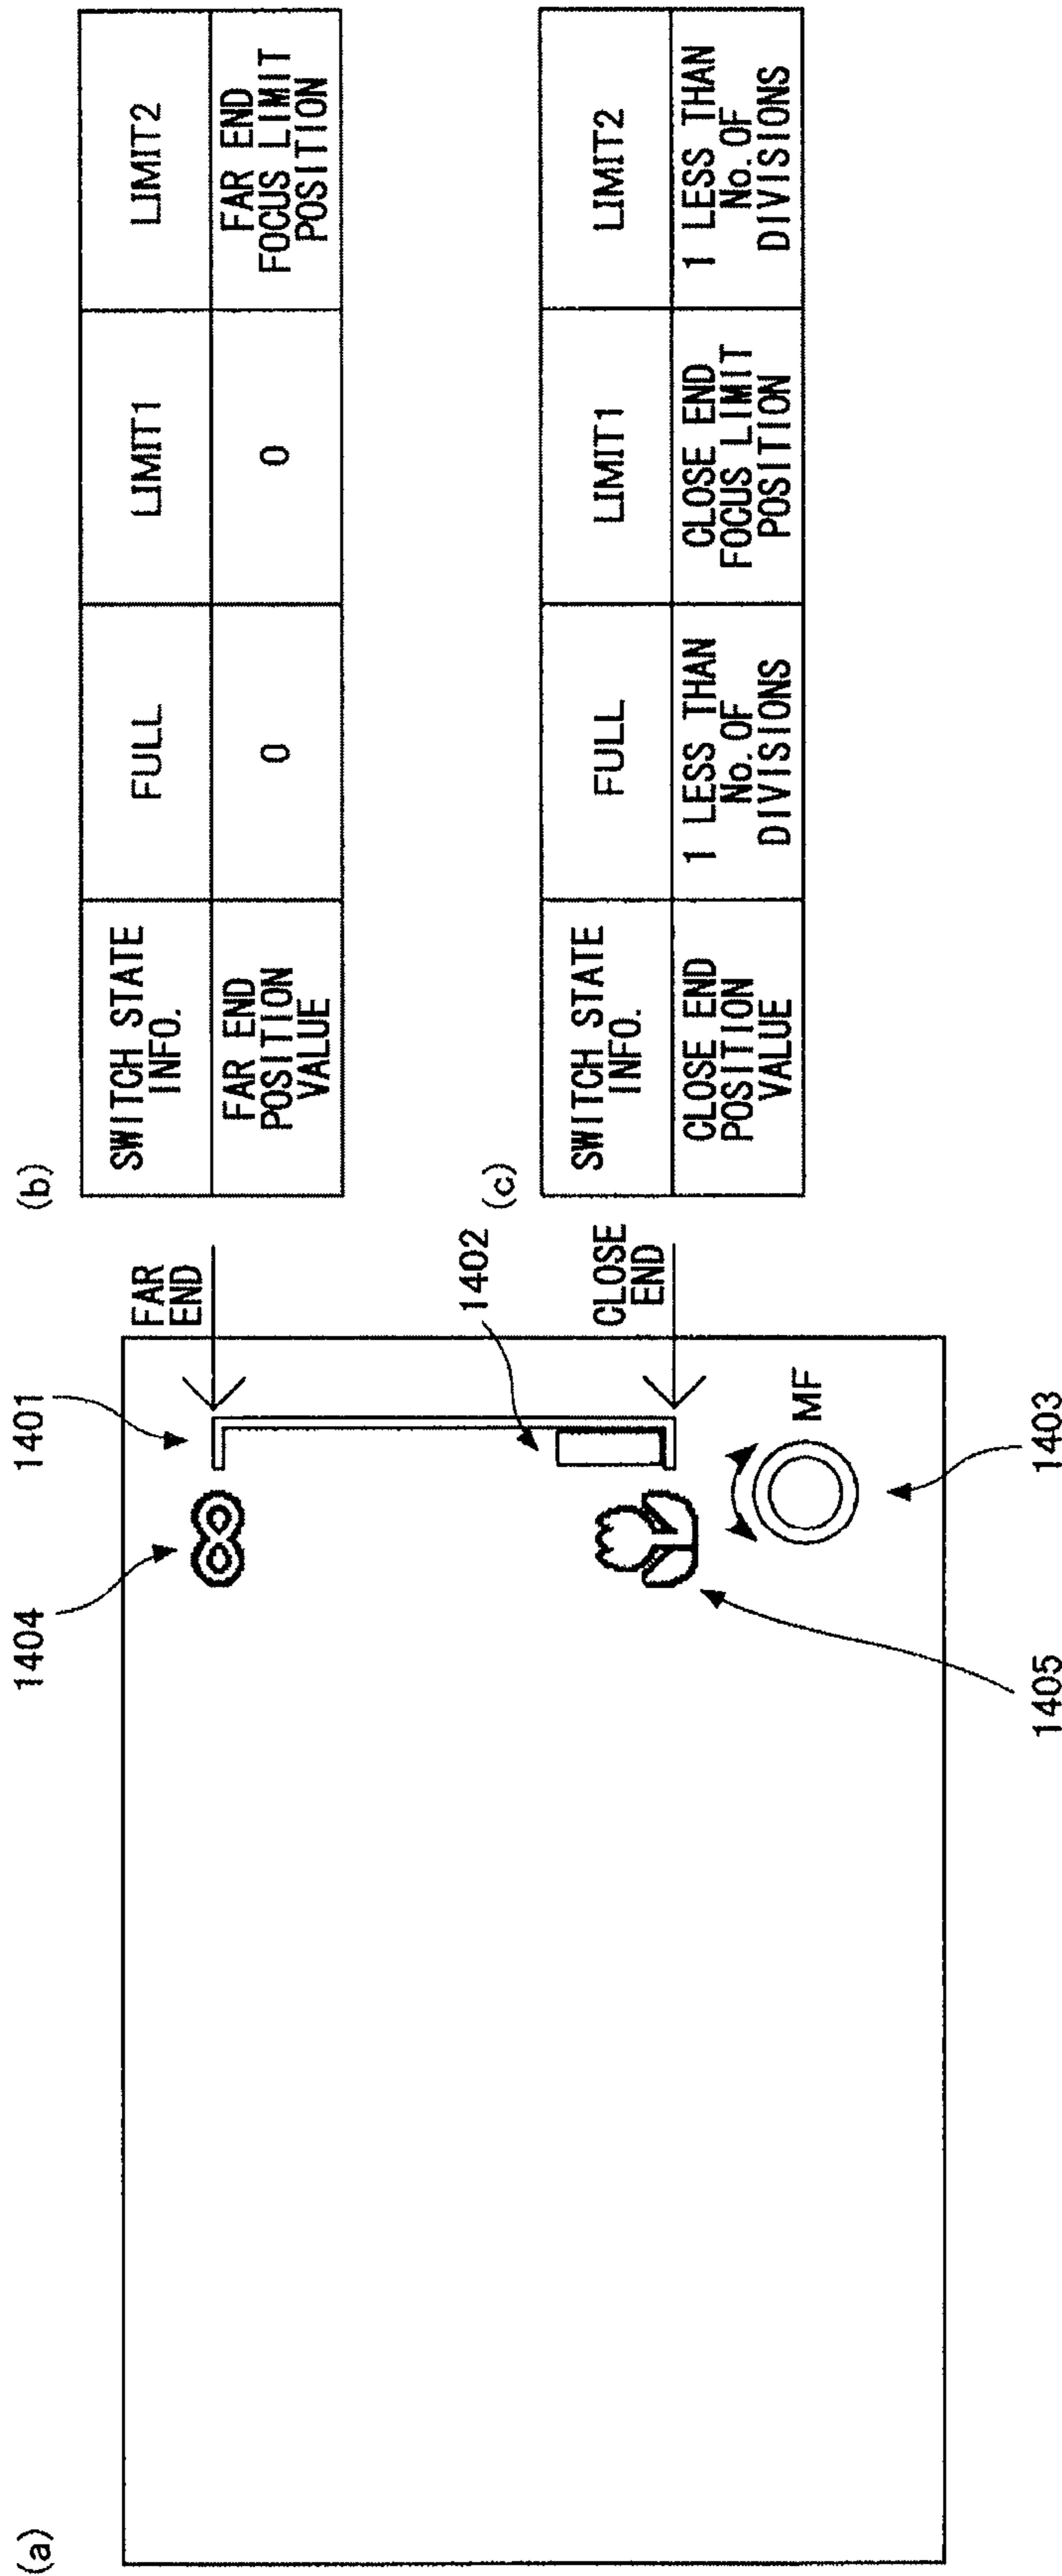 (a)
1404
1401
FAR
END
1402
CLOSE
END
MF
1405
1403
(b)
SWITCH STATE
INFO.
FULL
LIMIT1
LIMIT2
FAR END
POSITION
VALUE
0
0
FAR END
FOCUS LIMIT
POSITION
(c)
SWITCH STATE
INFO.
FULL
LIMIT1
LIMIT2
CLOSE END
POSITION
VALUE
1 LESS THAN
No. OF
DIVISIONS
CLOSE END
FOCUS LIMIT
POSITION
1 LESS THAN
No. OF
DIVISIONS